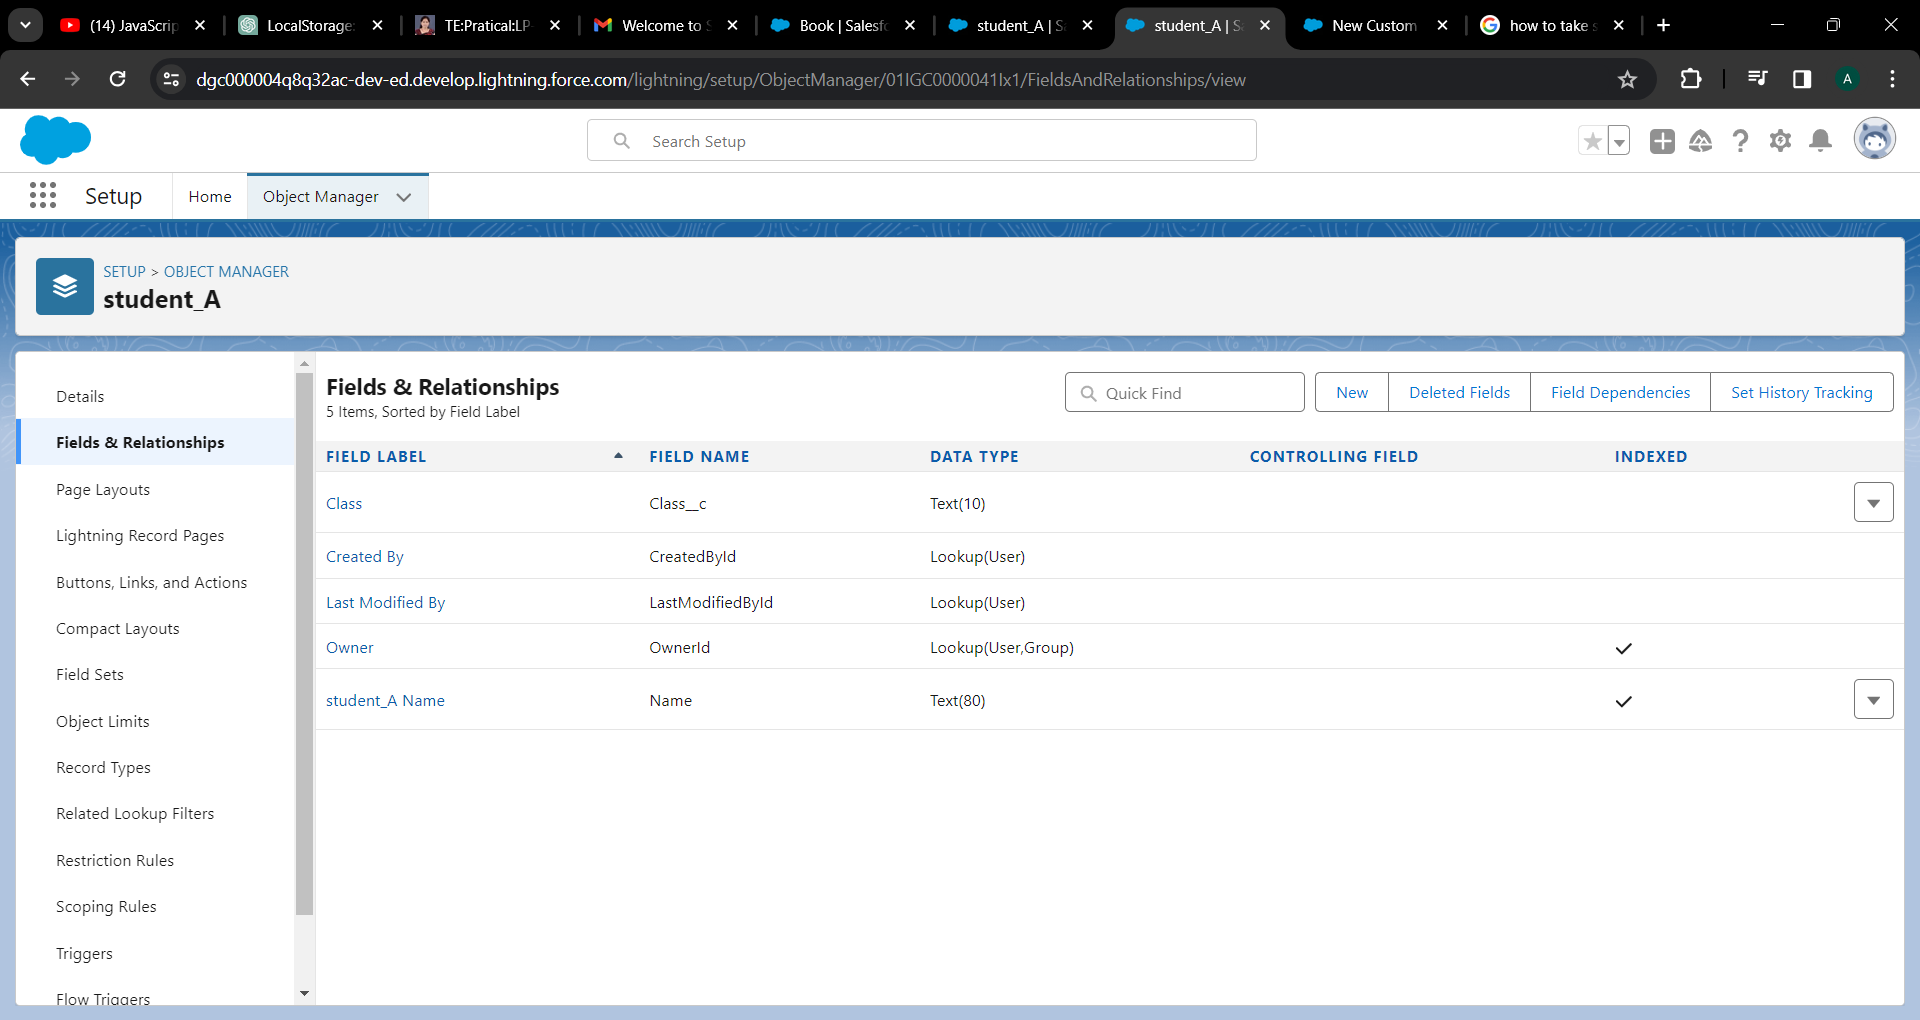 (14) JavaScrip
LocalStorage:
TE:Pratical:LP-
Welcome to S
Book | Salesfo
student_A | Sa
student_A | S
New Custom
how to take s
dgc000004q8q32ac-dev-ed.develop.lightning.force.com/lightning/setup/ObjectManager/01IGC0000041Ix1/FieldsAndRelationships/view
A
Search Setup
Setup
Home
Object Manager
SETUP > OBJECT MANAGER
student_A
Details
Fields & Relationships
Page Layouts
Lightning Record Pages
Buttons, Links, and Actions
Compact Layouts
Field Sets
Object Limits
Record Types
Related Lookup Filters
Restriction Rules
Scoping Rules
Triggers
Flow Triggers
Fields & Relationships
5 Items, Sorted by Field Label
Quick Find
New
Deleted Fields
Field Dependencies
Set History Tracking
FIELD LABEL FIELD NAME DATA TYPE CONTROLLING FIELD INDEXED
Class Class__c Text(10)
Created By CreatedById Lookup(User)
Last Modified By LastModifiedById Lookup(User)
Owner OwnerId Lookup(User,Group)
student_A Name Name Text(80)